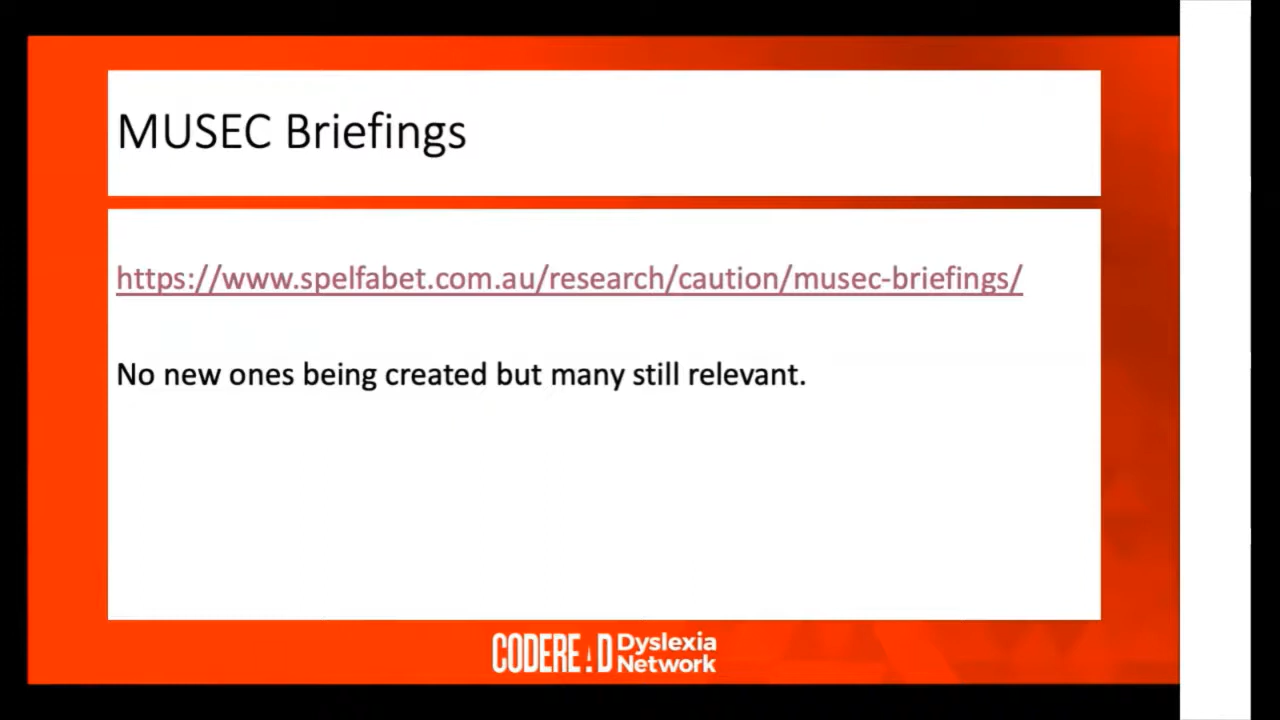 MUSEC Briefings
https://www.spelfabet.com.au/research/caution/musec-briefings/
No new ones being created but many still relevant.
CODEREAD Dyslexia
Network